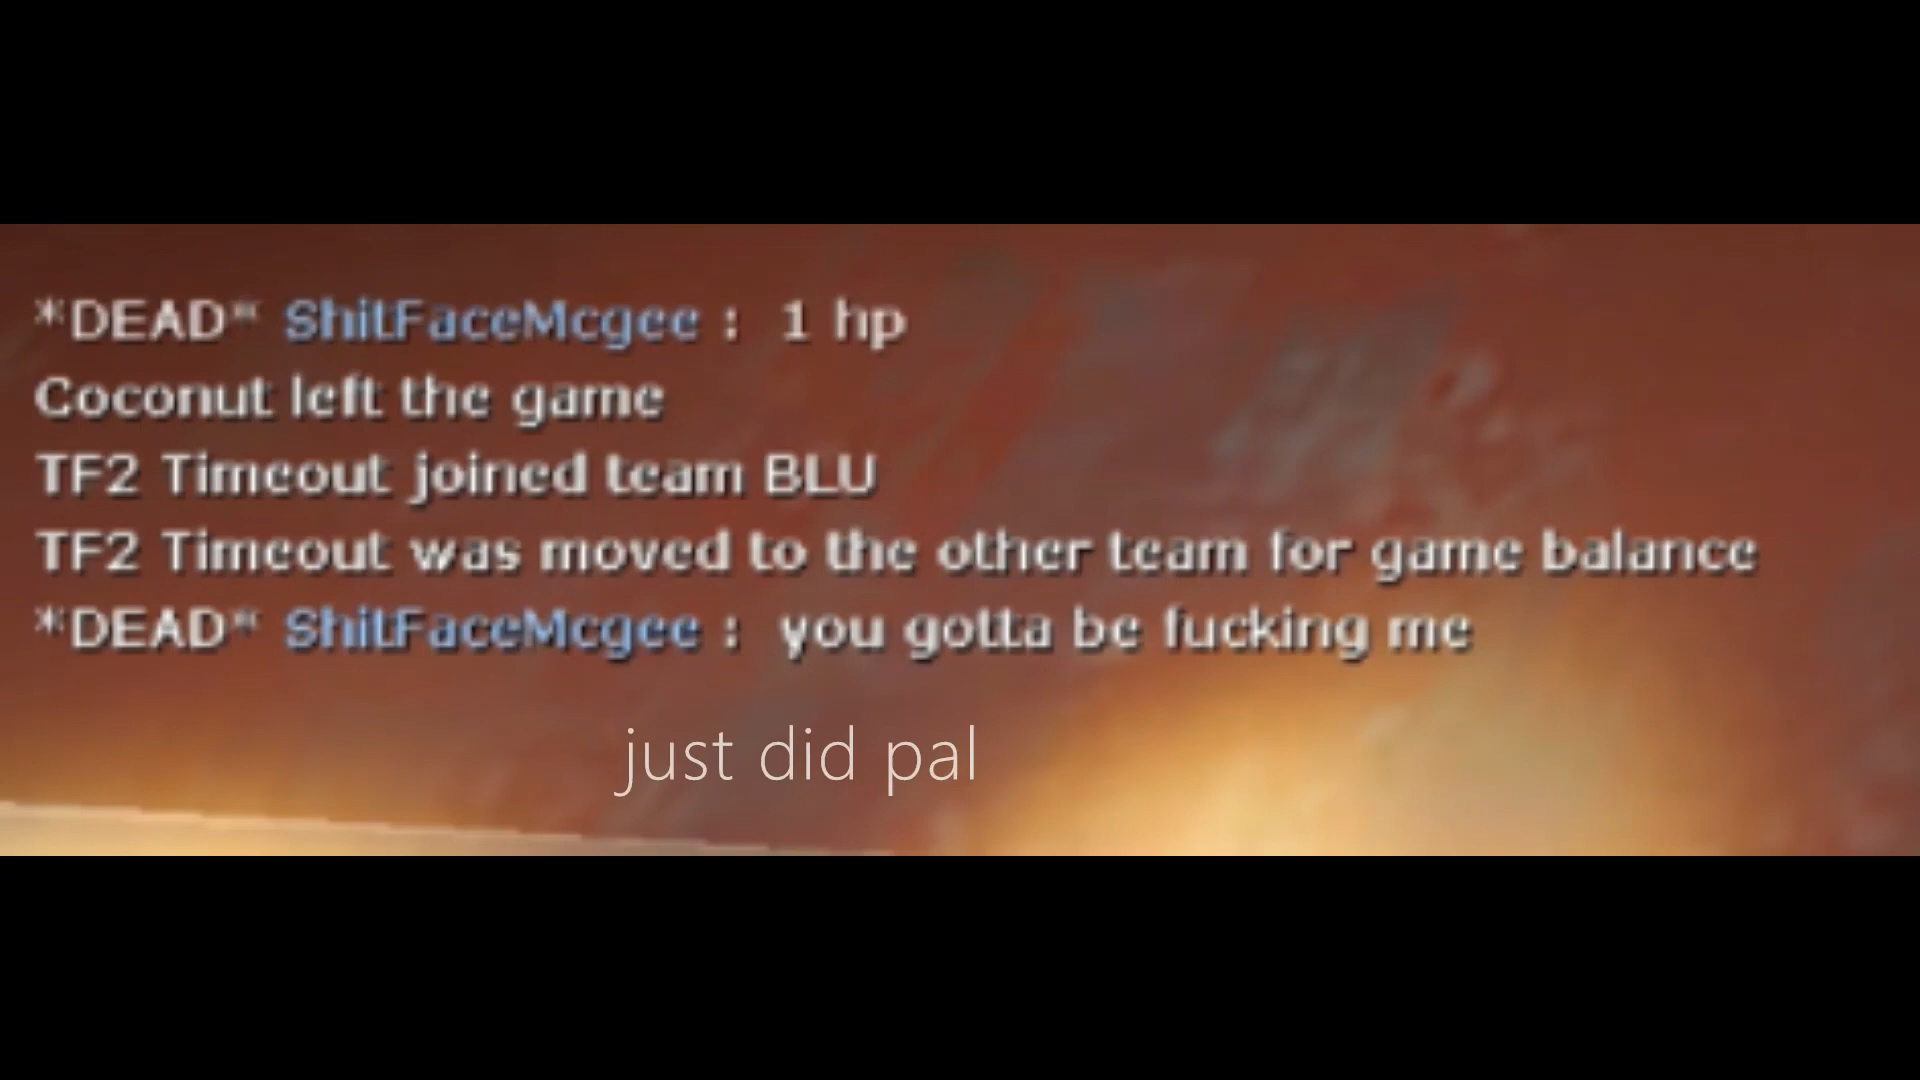 *DEAD* ShitFaceMcgee :  1 hp
Coconut left the game
TF2 Timeout joined team BLU
TF2 Timeout was moved to the other team for game balance
*DEAD* ShitFaceMcgee :  you gotta be fucking me
just did pal